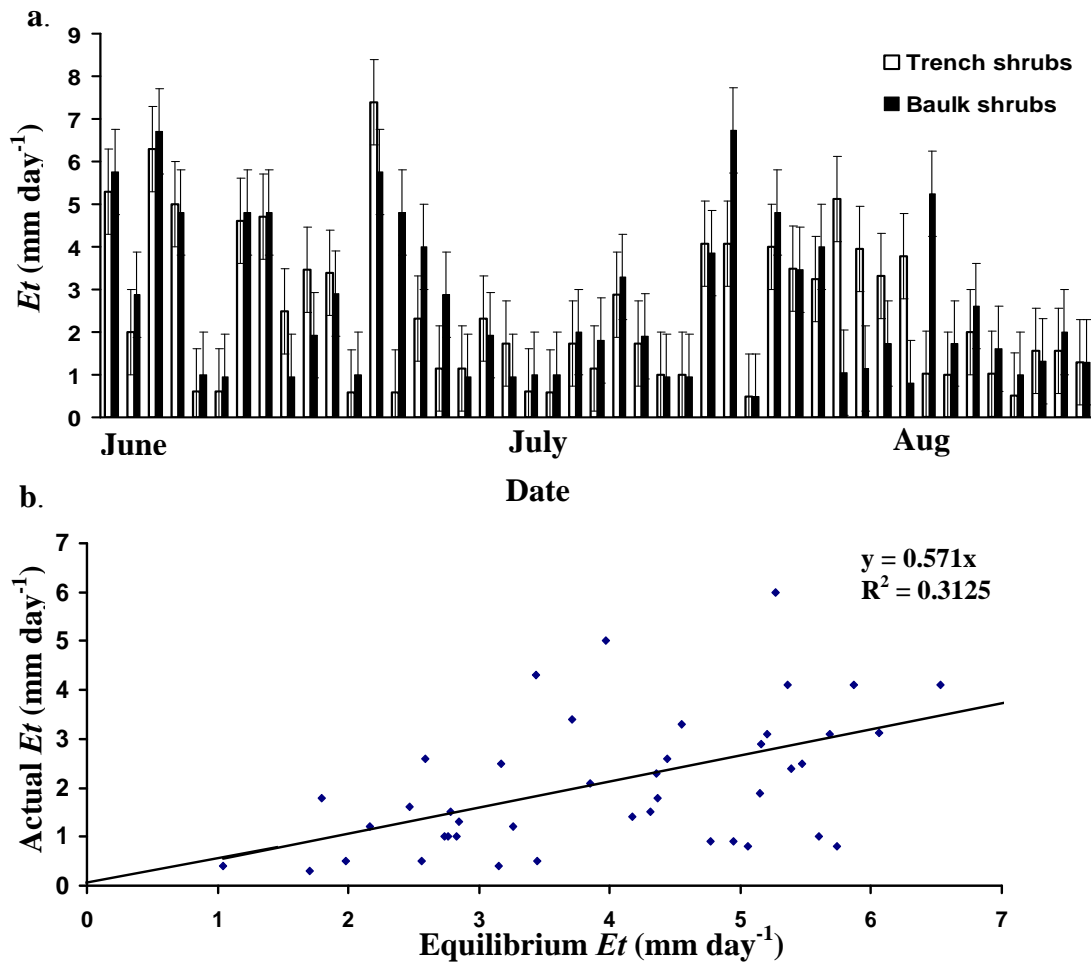 a.
9
8
7
6
5
4
3
2
1
0
Et (mm day⁻¹)
Trench shrubs
Baulk shrubs
June July Aug
Date
b.
7
6
5
4
3
2
1
0
Actual Et (mm day⁻¹)
y = 0.571x
R² = 0.3125
0 1 2 3 4 5 6 7
Equilibrium Et (mm day⁻¹)